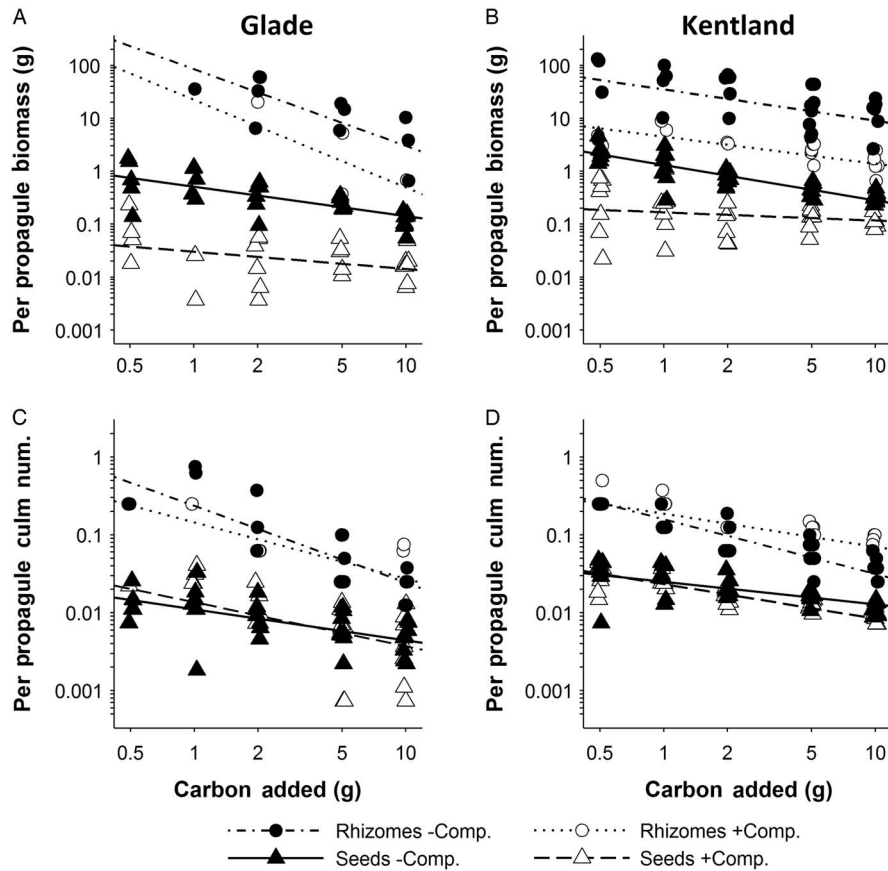 A
Glade
B
Kentland
Per propagule biomass (g)
100
10
1
0.1
0.01
0.001
0.5 1 2 5 10
Per propagule biomass (g)
100
10
1
0.1
0.01
0.001
0.5 1 2 5 10
C
Per propagule culm num.
1
0.1
0.01
0.001
0.5 1 2 5 10
Carbon added (g)
D
Per propagule culm num.
1
0.1
0.01
0.001
0.5 1 2 5 10
Carbon added (g)
Rhizomes -Comp.
Rhizomes +Comp.
Seeds -Comp.
Seeds +Comp.